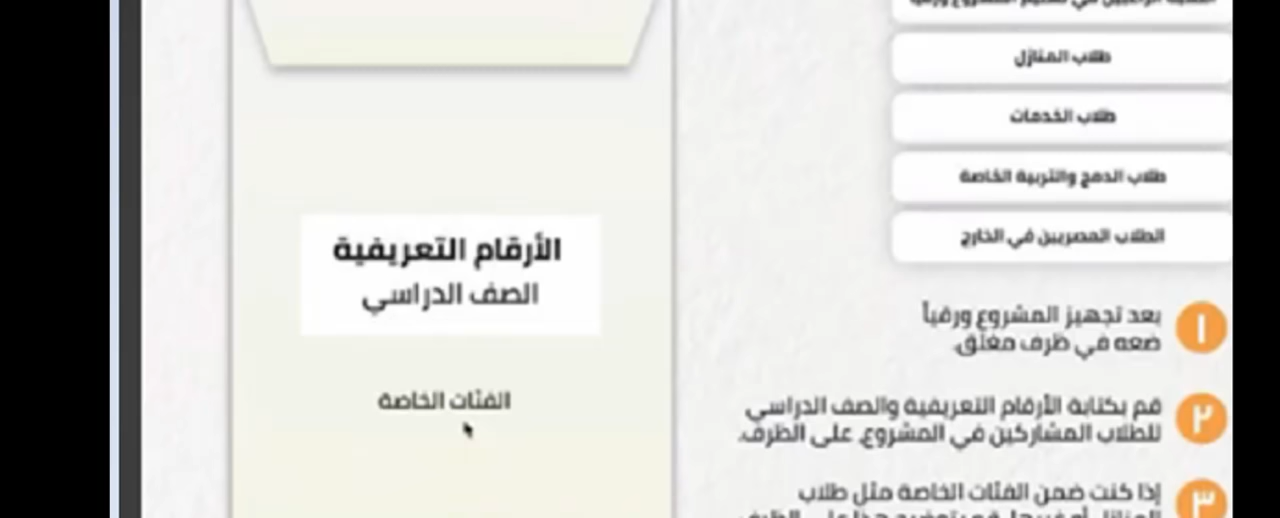 طلاب المنازل
طلاب الخدمات
طلاب الدمج والتربية الخاصة
الطلاب المصريين في الخارج
١
بعد تجهيز المشروع ورقياً
ضعه في ظرف مغلق.
٢
قم بكتابة الأرقام التعريفية والصف الدراسي
للطلاب المشاركين في المشروع على الظرف.
٣
إذا كنت ضمن الفئات الخاصة مثل طلاب
الأرقام التعريفية
الصف الدراسي
الفئات الخاصة